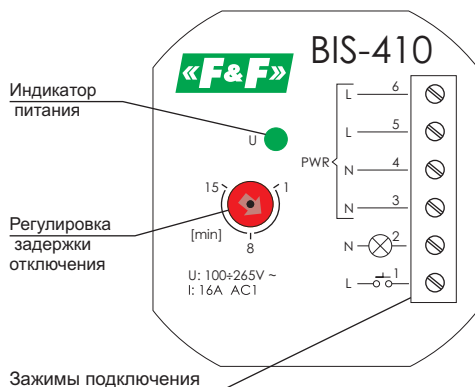 BIS-410
«F&F»
Индикатор
питания
U
L 6
L 5
PWR
N 4
N 3
N 2
L 1
15 1
[min] 8
Регулировка
задержки
отключения
U: 100÷265V ~
I: 16A AC1
Зажимы подключения